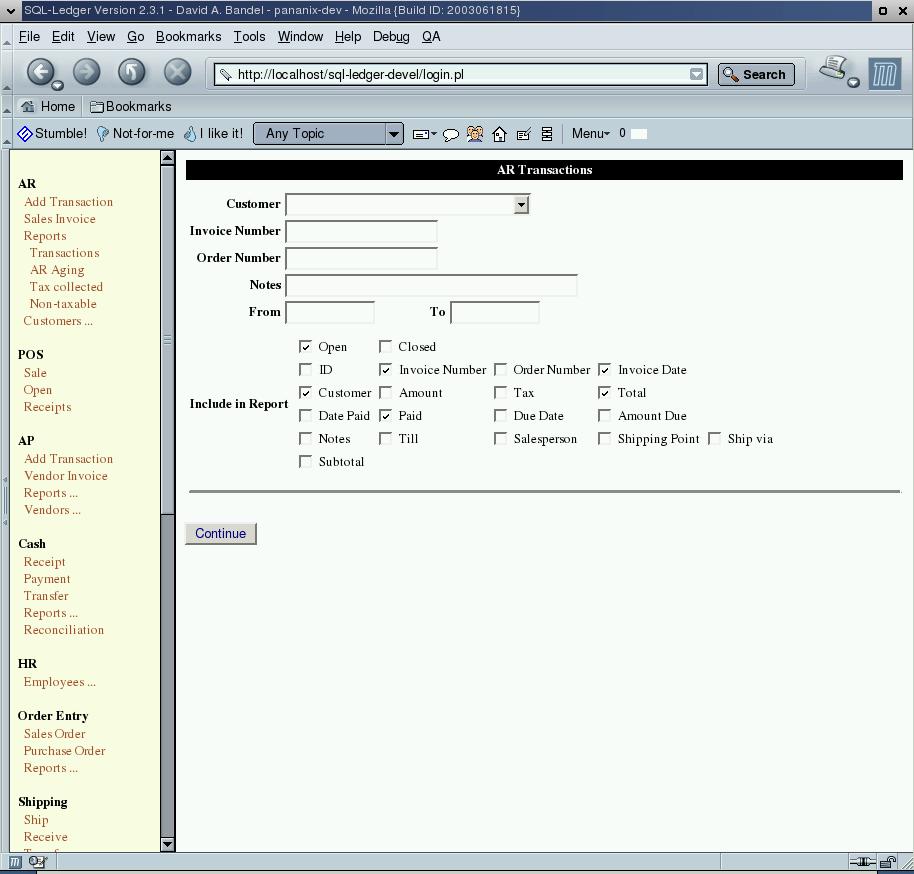 SQL-Ledger Version 2.3.1 - David A. Bandel - pananix-dev - Mozilla {Build ID: 2003061815}
File Edit View Go Bookmarks Tools Window Help Debug QA
http://localhost/sql-ledger-devel/login.pl Search
Home Bookmarks
Stumble! Not-for-me I like it! Any Topic Menu 0
AR
Add Transaction
Sales Invoice
Reports
Transactions
AR Aging
Tax collected
Non-taxable
Customers ...
POS
Sale
Open
Receipts
AP
Add Transaction
Vendor Invoice
Reports ...
Vendors ...
Cash
Receipt
Payment
Transfer
Reports ...
Reconciliation
HR
Employees ...
Order Entry
Sales Order
Purchase Order
Reports ...
Shipping
Ship
Receive
AR Transactions
Customer
Invoice Number
Order Number
Notes
From To
Open Closed
ID Invoice Number Order Number Invoice Date
Customer Amount Tax Total
Include in Report
Date Paid Paid Due Date Amount Due
Notes Till Salesperson Shipping Point Ship via
Subtotal
Continue